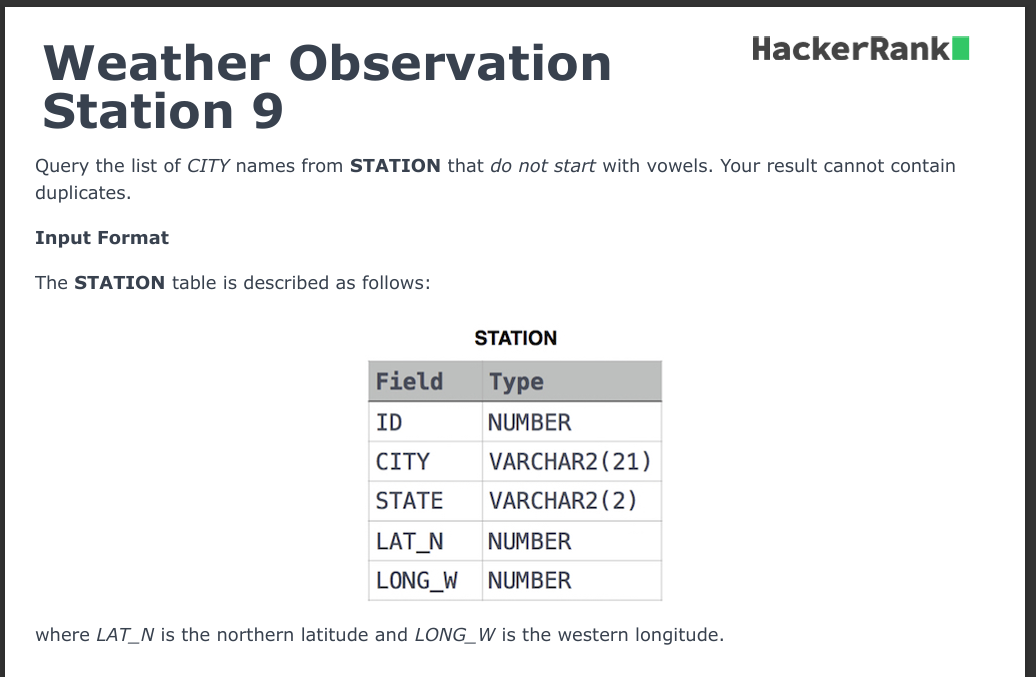 Weather Observation
Station 9
HackerRank
Query the list of CITY names from STATION that do not start with vowels. Your result cannot contain
duplicates.
Input Format
The STATION table is described as follows:
STATION
Field Type
ID NUMBER
CITY VARCHAR2(21)
STATE VARCHAR2(2)
LAT_N NUMBER
LONG_W NUMBER
where LAT_N is the northern latitude and LONG_W is the western longitude.